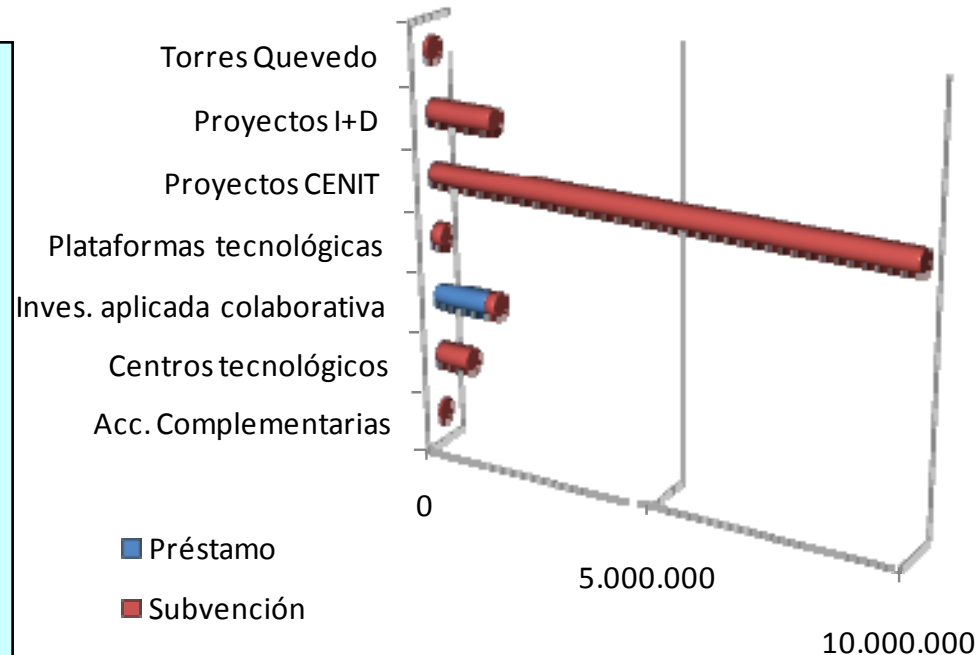 Torres Quevedo
Proyectos I+D
Proyectos CENIT
Plataformas tecnológicas
Inves. aplicada colaborativa
Centros tecnológicos
Acc. Complementarias
0
5.000.000
10.000.000
Préstamo
Subvención